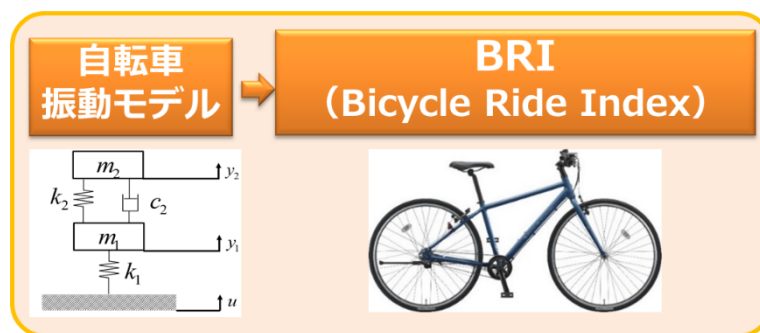 自転車
振動モデル
BRI
（Bicycle Ride Index）
m₂
y₂
k₂
c₂
m₁
y₁
k₁
u